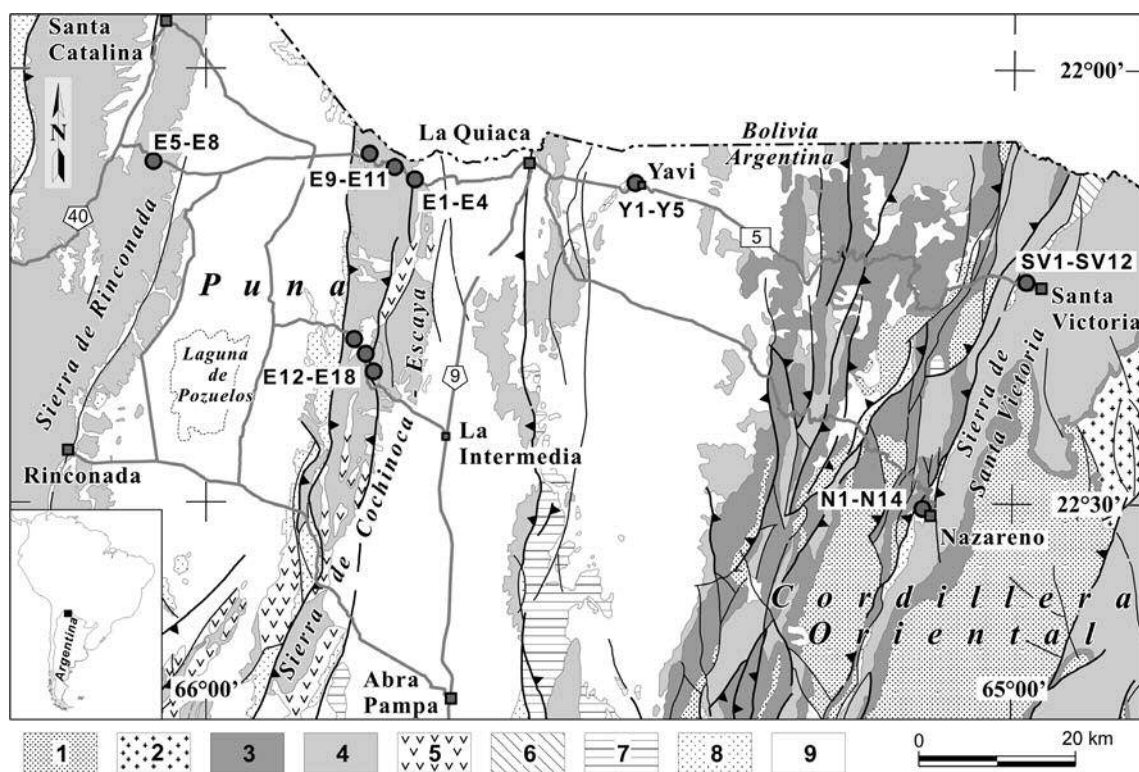 Santa
Catalina
22°00'
N
E5-E8
La Quiaca
Bolivia
Argentina
E9-E11
Yavi
E1-E4
Y1-Y5
40
5
SV1-SV12
Santa
Victoria
Puna
Sierra de Rinconada
Laguna
de
Pozuelos
E12-E18
9
Sierra de Cochinoca - Escaya
La
Intermedia
Sierra de
Santa Victoria
Rinconada
N1-N14
22°30'
Nazareno
Cordillera
Oriental
Argentina
66°00'
Abra
Pampa
65°00'
1 2 3 4 5 6 7 8 9
0 20 km